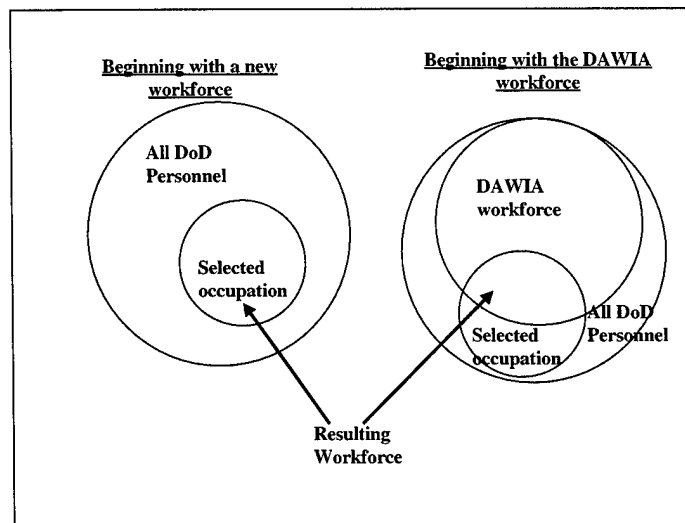 Beginning with a new
workforce
All DoD
Personnel
Selected
occupation
Beginning with the DAWIA
workforce
DAWIA
workforce
Selected
occupation
All DoD
Personnel
Resulting
Workforce